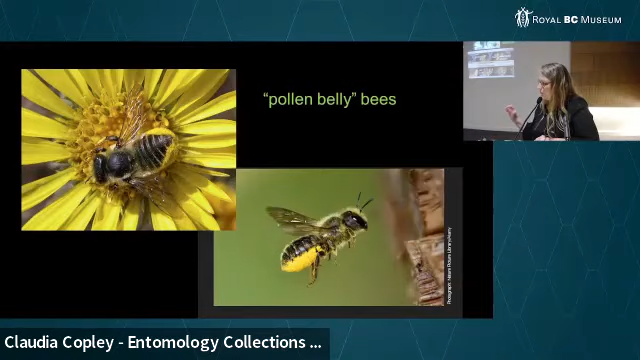 ROYAL BC MUSEUM
"pollen belly" bees
Claudia Copley - Entomology Collections ...